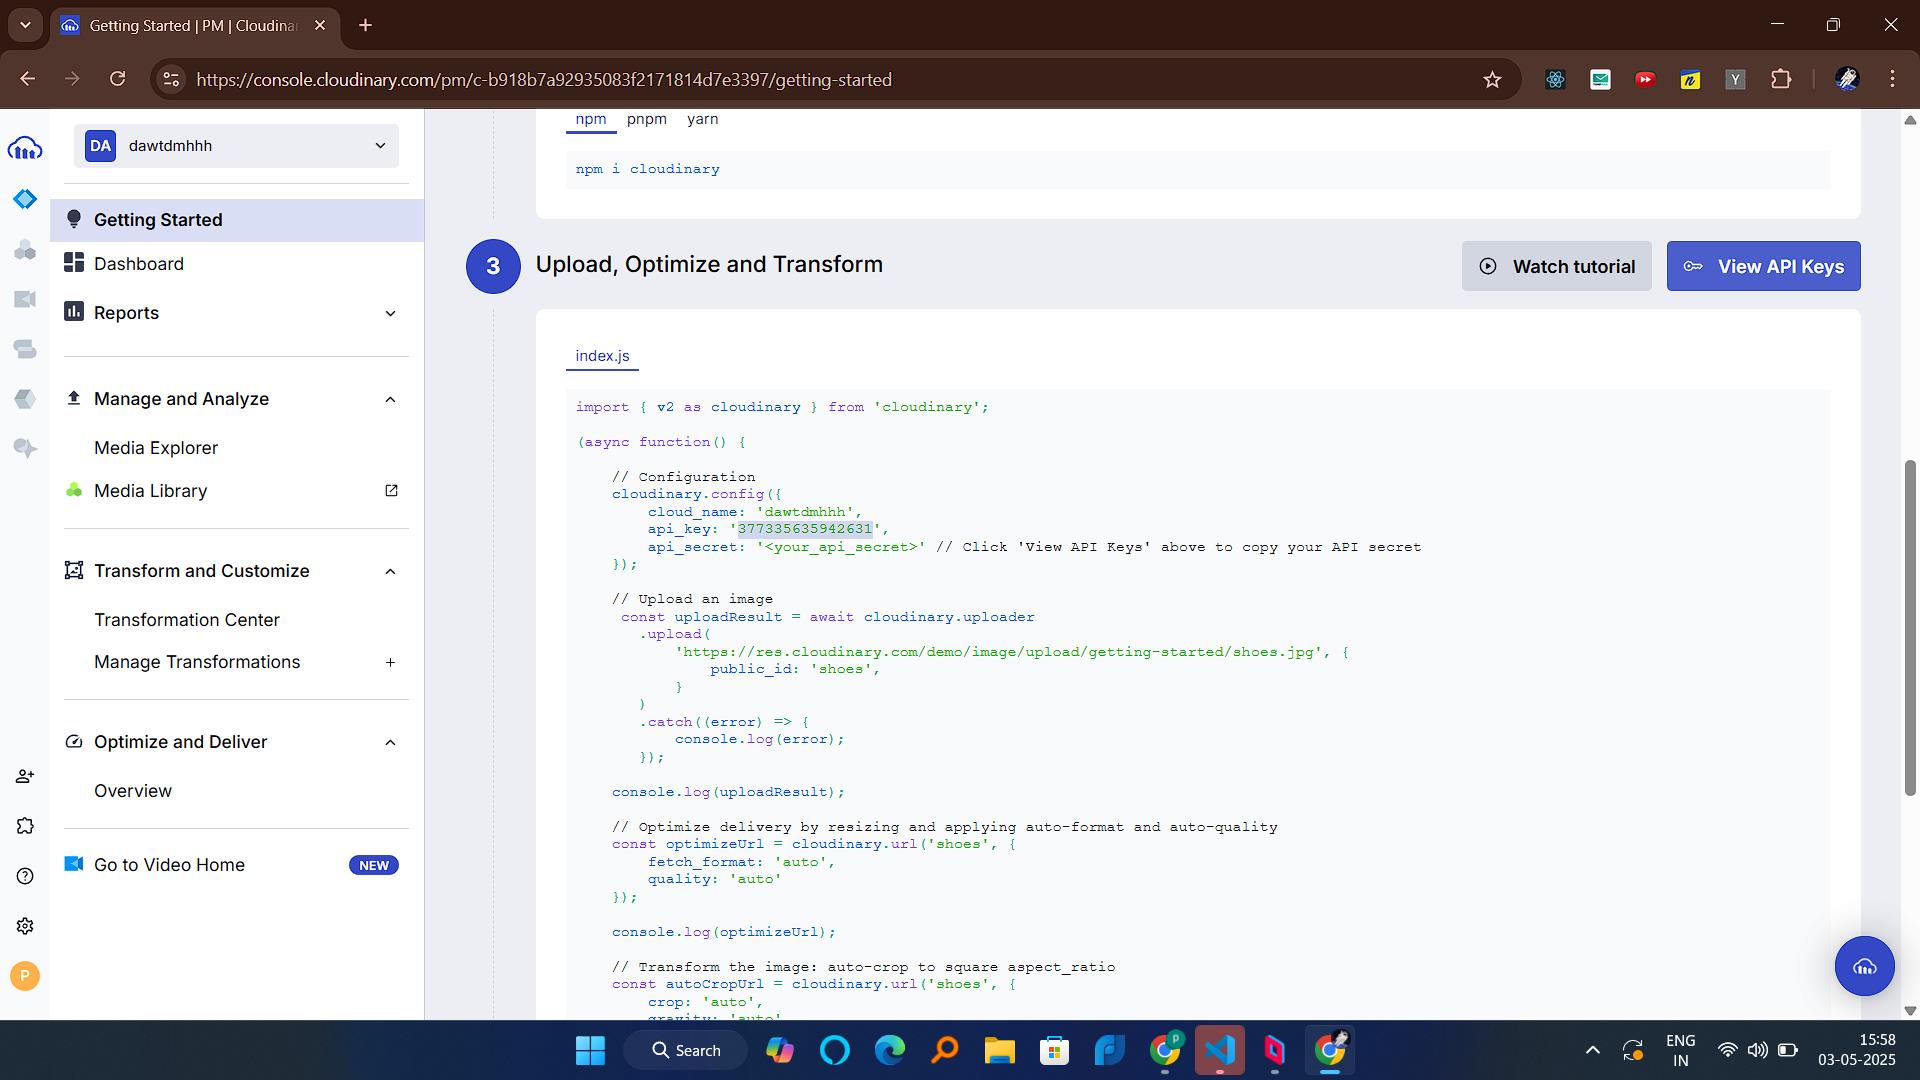 Getting Started | PM | Cloudina
https://console.cloudinary.com/pm/c-b918b7a92935083f2171814d7e3397/getting-started
DA dawtdmhhh
Getting Started
Dashboard
Reports
Manage and Analyze
Media Explorer
Media Library
Transform and Customize
Transformation Center
Manage Transformations
Optimize and Deliver
Overview
Go to Video Home NEW
P
npm pnpm yarn
npm i cloudinary
3 Upload, Optimize and Transform
Watch tutorial
View API Keys
index.js
import { v2 as cloudinary } from 'cloudinary';
(async function() {
// Configuration
cloudinary.config({
cloud_name: 'dawtdmhhh',
api_key: '377335635942631',
api_secret: '<your_api_secret>' // Click 'View API Keys' above to copy your API secret
});
// Upload an image
const uploadResult = await cloudinary.uploader
.upload(
'https://res.cloudinary.com/demo/image/upload/getting-started/shoes.jpg', {
public_id: 'shoes',
}
)
.catch((error) => {
console.log(error);
});
console.log(uploadResult);
// Optimize delivery by resizing and applying auto-format and auto-quality
const optimizeUrl = cloudinary.url('shoes', {
fetch_format: 'auto',
quality: 'auto'
});
console.log(optimizeUrl);
// Transform the image: auto-crop to square aspect_ratio
const autoCropUrl = cloudinary.url('shoes', {
crop: 'auto',
gravity: 'auto'
Search
ENG
IN
15:58
03-05-2025